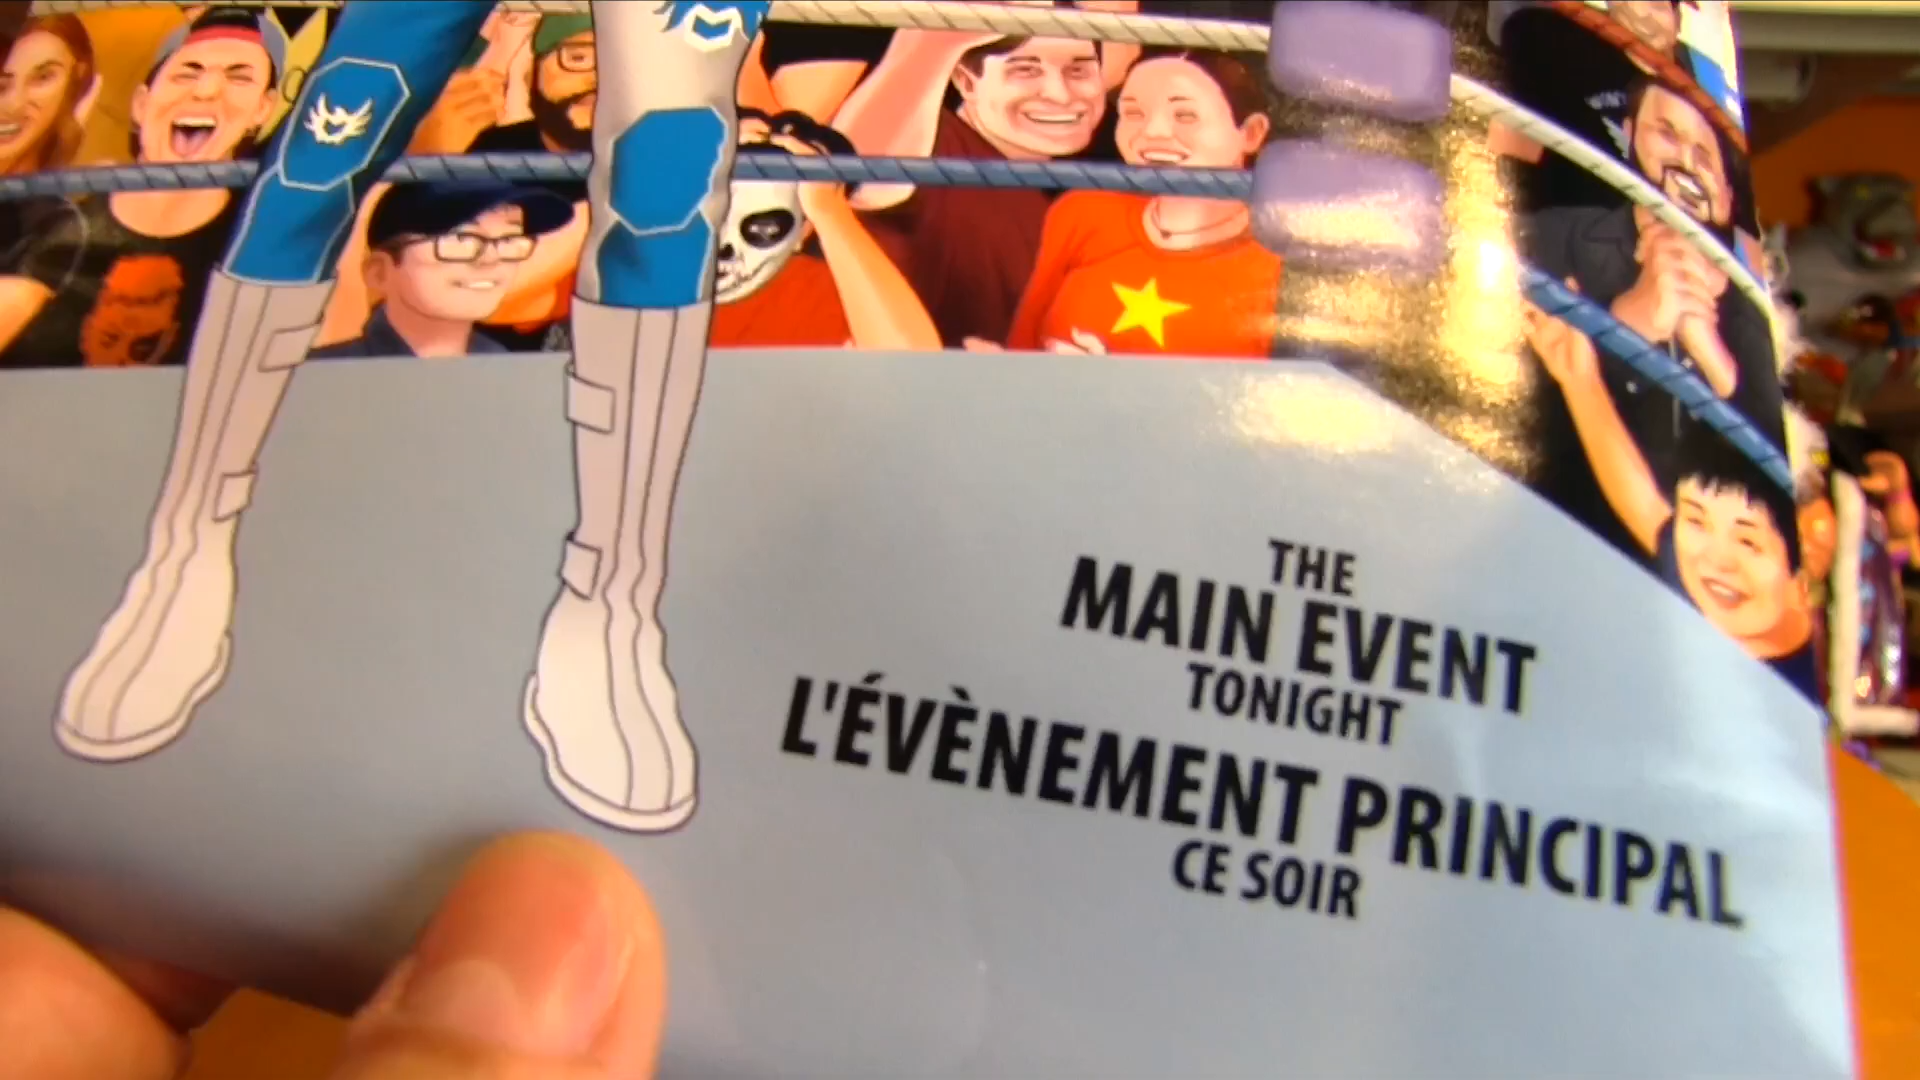 THE
MAIN EVENT
TONIGHT
L'ÉVÈNEMENT PRINCIPAL
CE SOIR